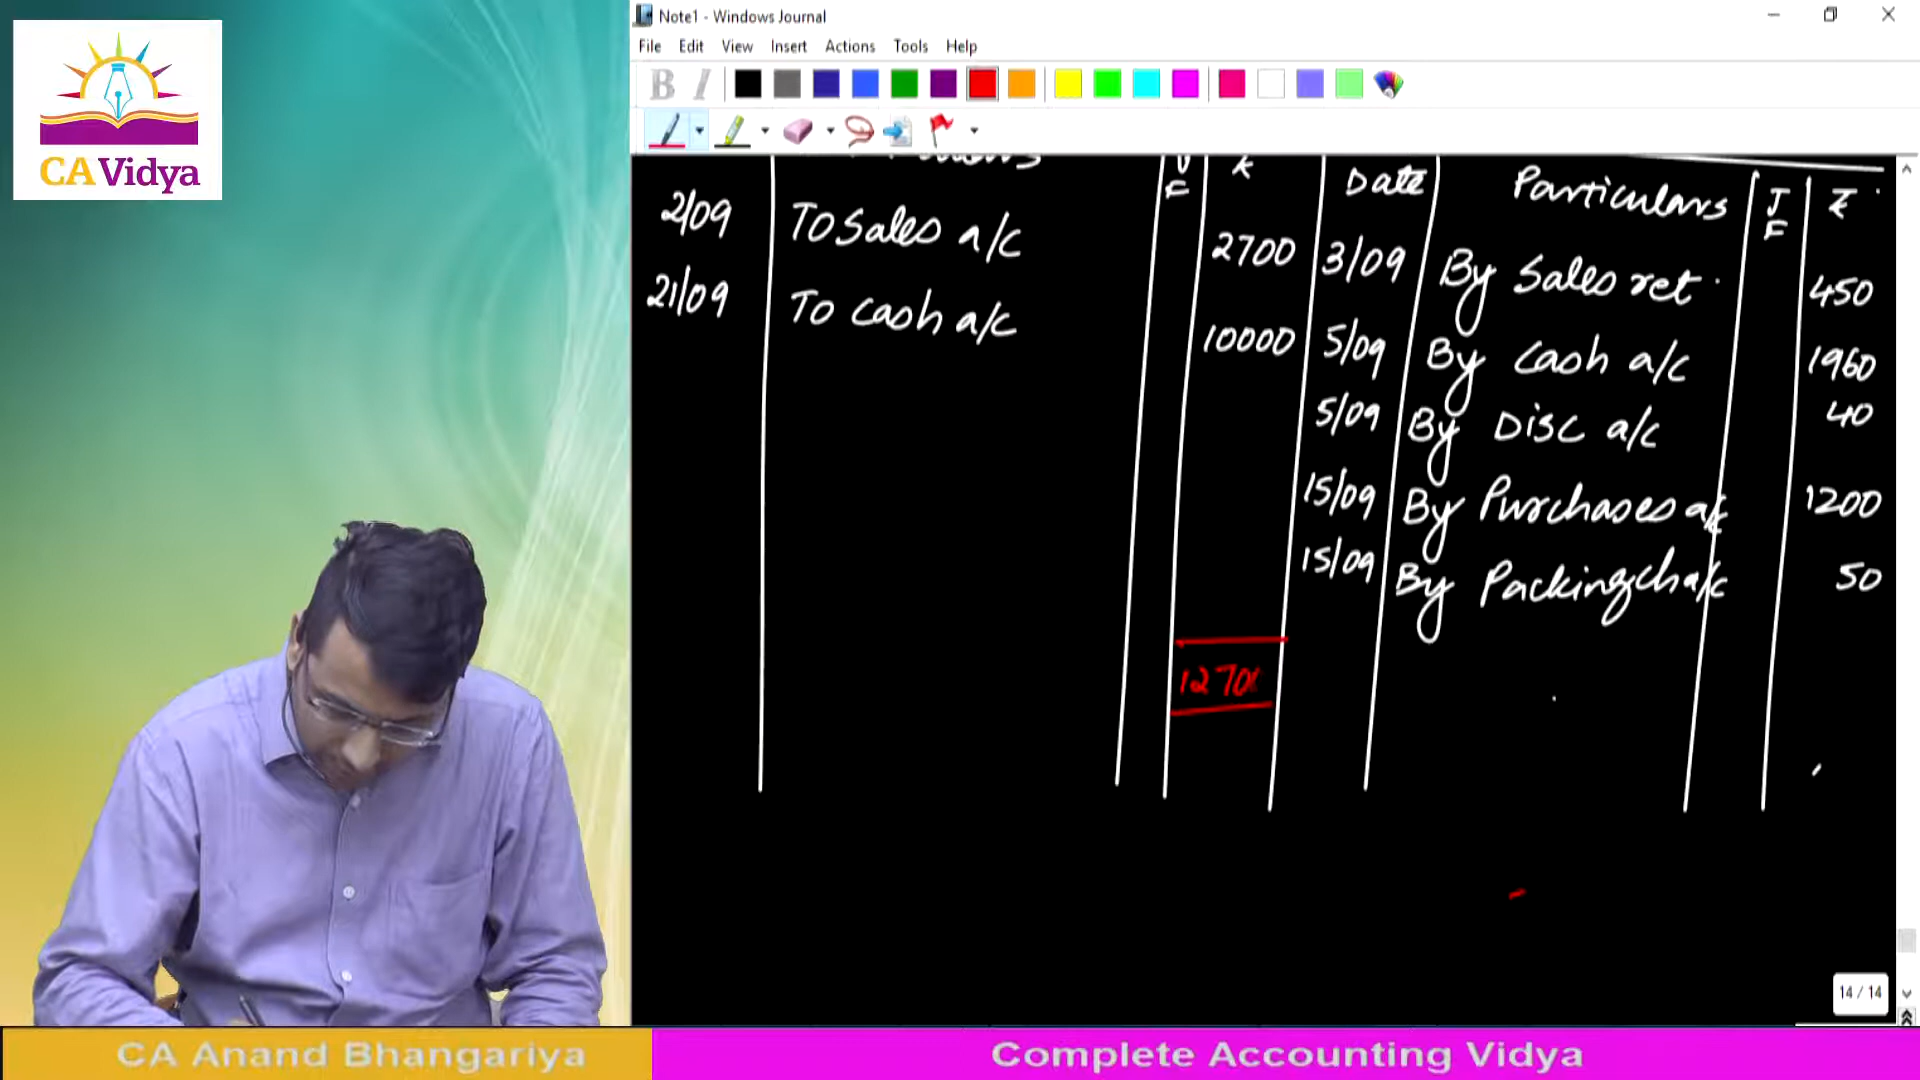 CA Vidya
Note1 - Windows Journal
File Edit View Insert Actions Tools Help
B I
J F ₹ Date Particulars J F ₹
2/09 To Sales a/c 2700 3/09 By Sales ret. 450
21/09 To Cash a/c 10000 5/09 By Cash a/c 1960
5/09 By Disc a/c 40
15/09 By Purchases a/c 1200
15/09 By Packing ch a/c 50
1270
14 / 14
CA Anand Bhangariya
Complete Accounting Vidya